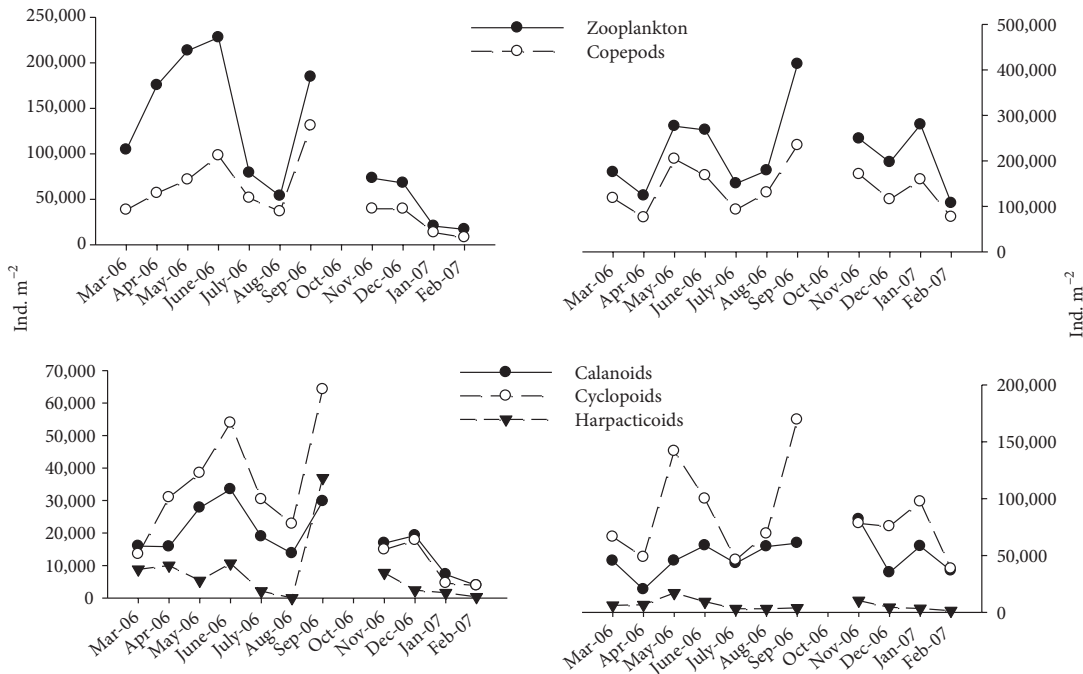 250,000
200,000
150,000
100,000
50,000
0
Mar-06
Apr-06
May-06
June-06
July-06
Aug-06
Sep-06
Oct-06
Nov-06
Dec-06
Jan-07
Feb-07
Zooplankton
Copepods
500,000
400,000
300,000
200,000
100,000
0
Mar-06
Apr-06
May-06
June-06
July-06
Aug-06
Sep-06
Oct-06
Nov-06
Dec-06
Jan-07
Feb-07
Ind. m⁻²
Ind. m⁻²
70,000
60,000
50,000
40,000
30,000
20,000
10,000
0
Mar-06
Apr-06
May-06
June-06
July-06
Aug-06
Sep-06
Oct-06
Nov-06
Dec-06
Jan-07
Feb-07
Calanoids
Cyclopoids
Harpacticoids
200,000
150,000
100,000
50,000
0
Mar-06
Apr-06
May-06
June-06
July-06
Aug-06
Sep-06
Oct-06
Nov-06
Dec-06
Jan-07
Feb-07